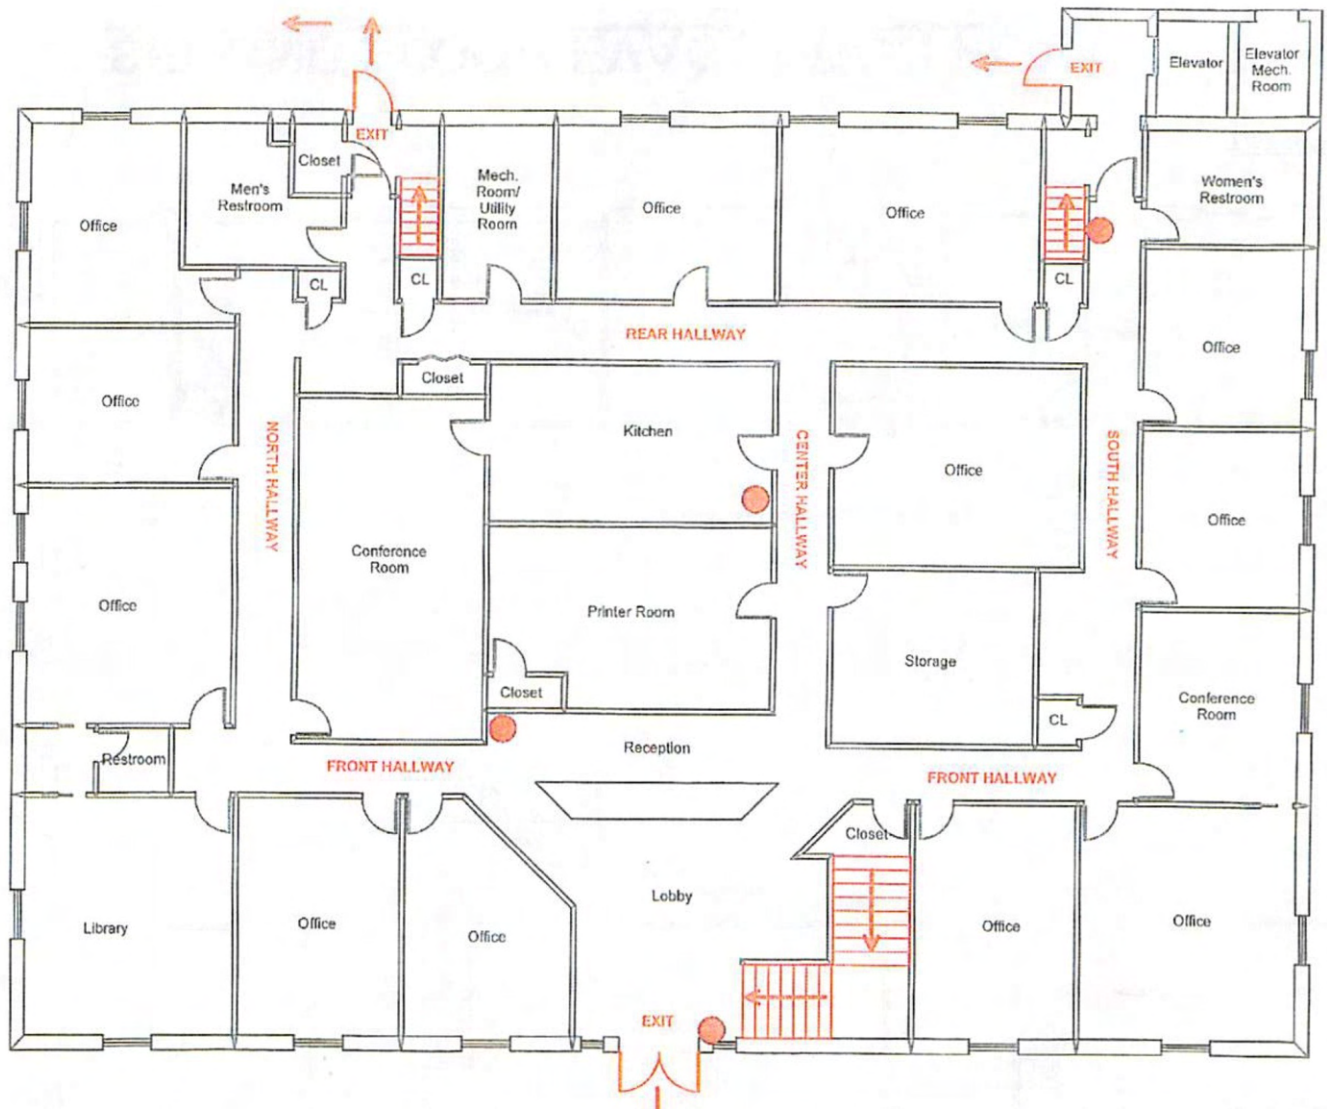 EXIT
Elevator
Elevator
Mech.
Room
EXIT
Closet
Men's
Restroom
Mech.
Room/
Utility
Room
Office
Office
Office
Women's
Restroom
CL
CL
CL
REAR HALLWAY
Office
Closet
Office
Kitchen
NORTH HALLWAY
CENTER HALLWAY
SOUTH HALLWAY
Office
Office
Conference
Room
Office
Printer Room
Storage
Closet
Conference
Room
CL
Restroom
Reception
FRONT HALLWAY
FRONT HALLWAY
Closet
Lobby
Library
Office
Office
Office
Office
EXIT